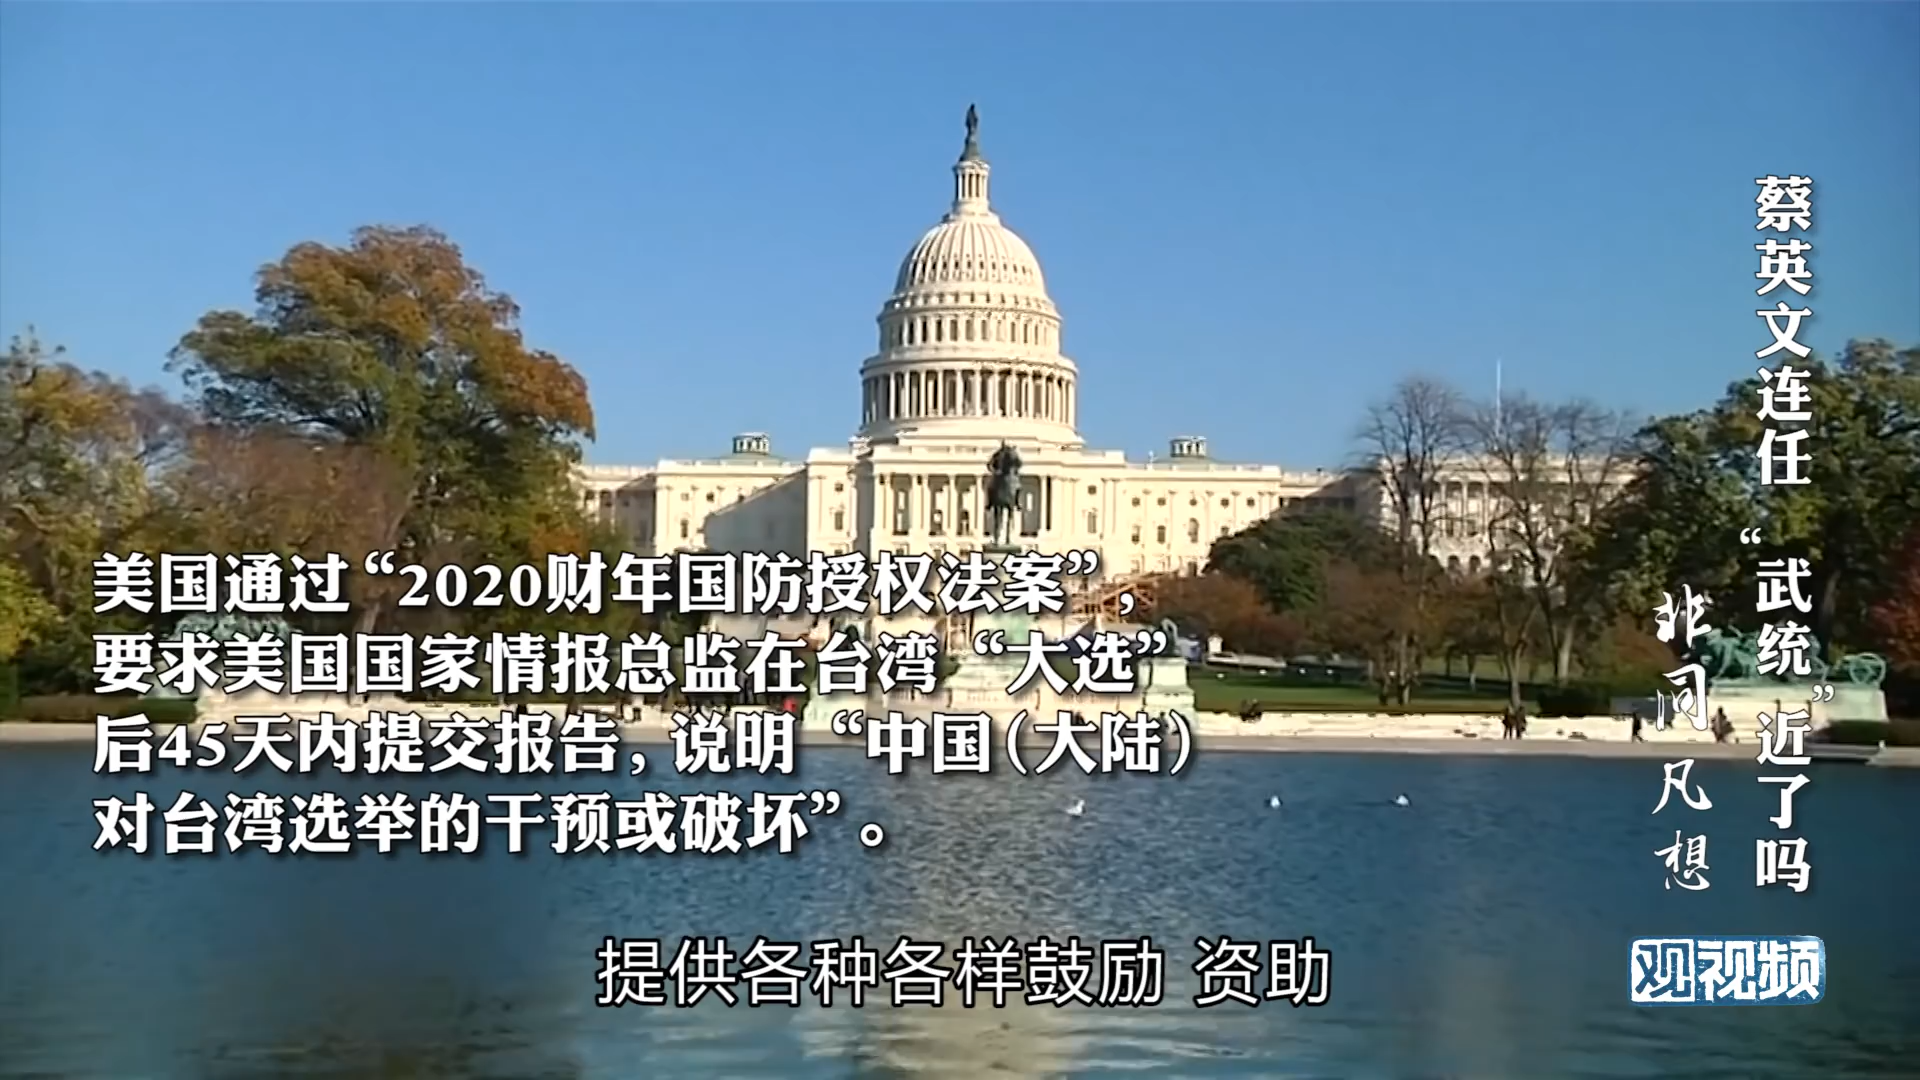 美国通过“2020财年国防授权法案”，
要求美国国家情报总监在台湾“大选”
后45天内提交报告，说明“中国（大陆）
对台湾选举的干预或破坏”。
提供各种各样鼓励 资助
蔡英文连任“武统”近了吗
非同凡想
观视频